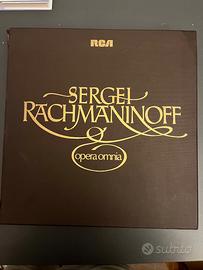 RCA
SERGEI
RACHMANINOFF
opera omnia
subito